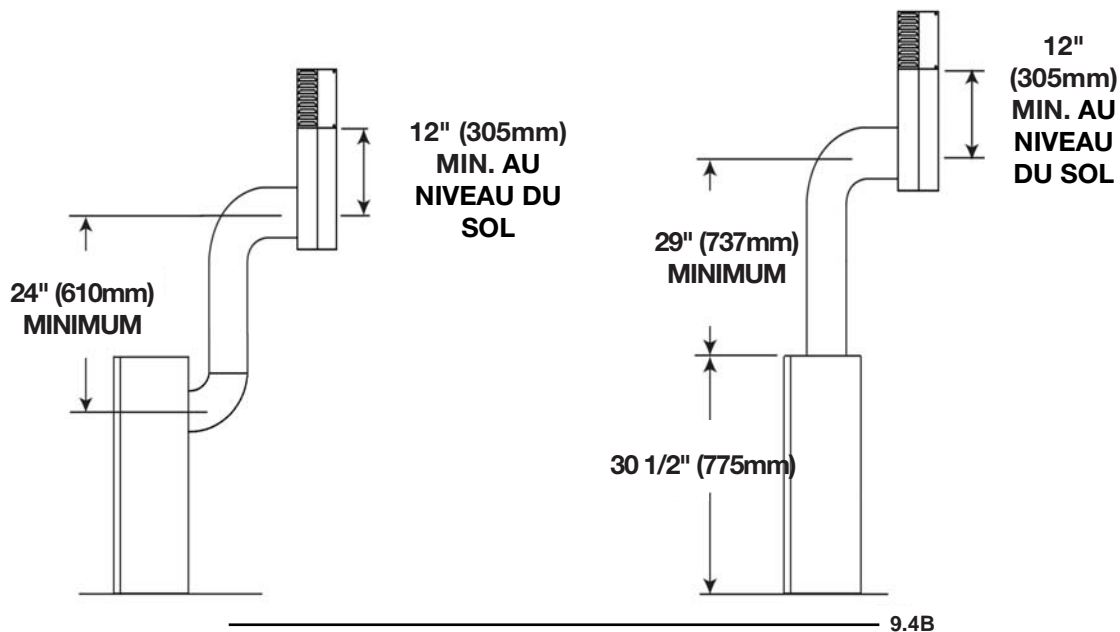 12" (305mm)
MIN. AU
NIVEAU DU
SOL
24" (610mm)
MINIMUM
12"
(305mm)
MIN. AU
NIVEAU
DU SOL
29" (737mm)
MINIMUM
30 1/2" (775mm)
9.4B